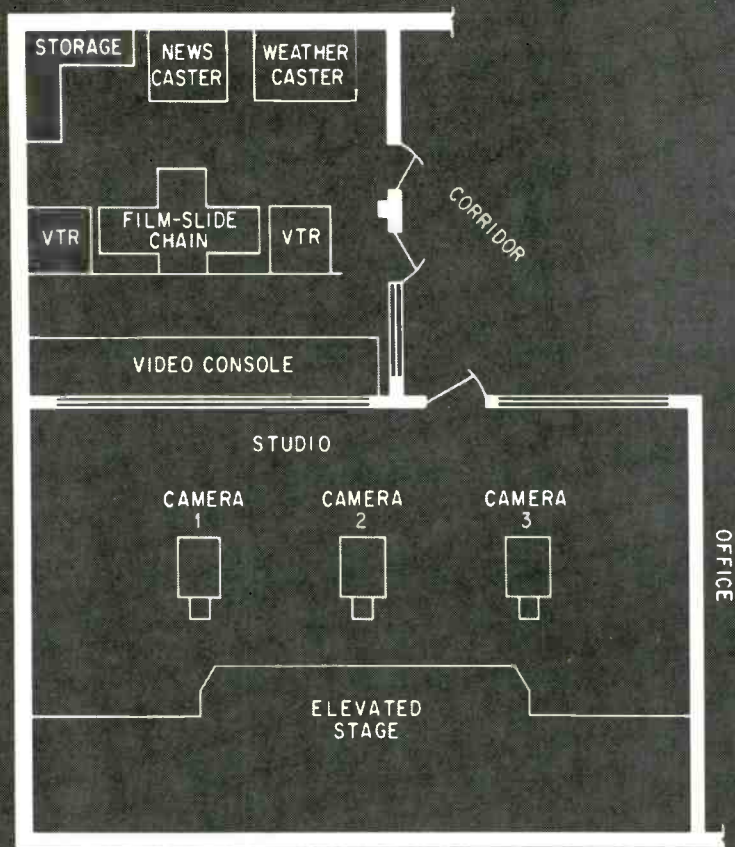 STORAGE
NEWS
CASTER
WEATHER
CASTER
CORRIDOR
VTR
FILM-SLIDE
CHAIN
VTR
VIDEO CONSOLE
STUDIO
CAMERA
1
CAMERA
2
CAMERA
3
OFFICE
ELEVATED
STAGE